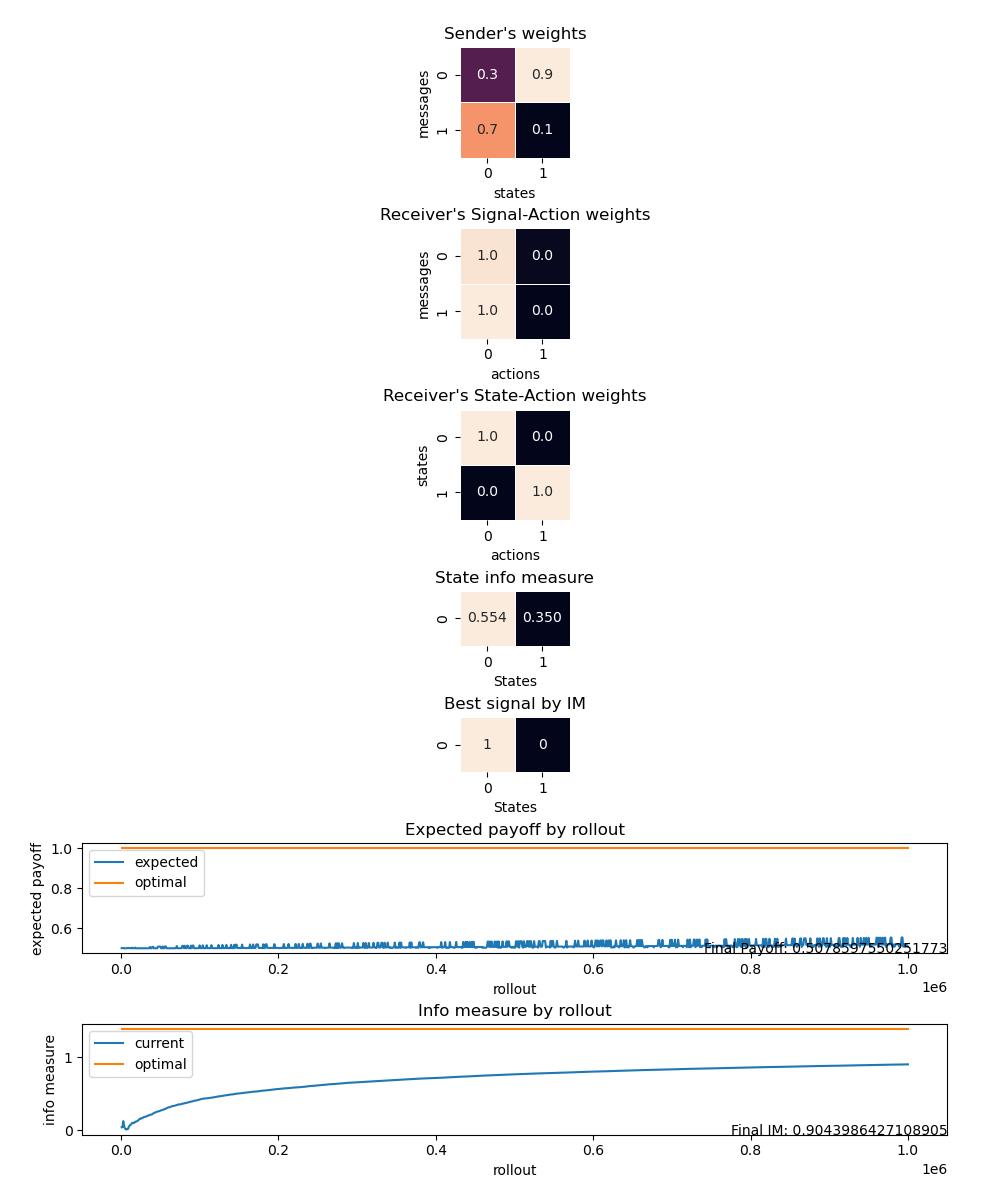 Sender's weights
messages
0 0.3 0.9
1 0.7 0.1
0 1
states
Receiver's Signal-Action weights
messages
0 1.0 0.0
1 1.0 0.0
0 1
actions
Receiver's State-Action weights
states
0 1.0 0.0
1 0.0 1.0
0 1
actions
State info measure
0 0.554 0.350
0 1
States
Best signal by IM
0 1 0
0 1
States
Expected payoff by rollout
expected payoff
1.0
0.8
0.6
expected
optimal
Final Payoff: 0.5078597550251773
0.0 0.2 0.4 0.6 0.8 1.0
1e6
rollout
Info measure by rollout
info measure
1
0
current
optimal
Final IM: 0.9043986427108905
0.0 0.2 0.4 0.6 0.8 1.0
1e6
rollout